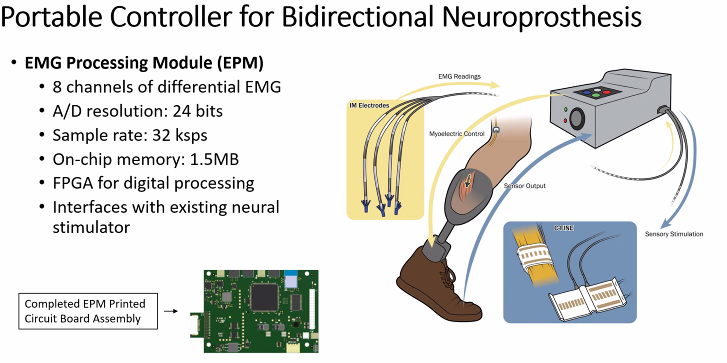 Portable Controller for Bidirectional Neuroprosthesis
• EMG Processing Module (EPM)
• 8 channels of differential EMG
• A/D resolution: 24 bits
• Sample rate: 32 ksps
• On-chip memory: 1.5MB
• FPGA for digital processing
• Interfaces with existing neural
stimulator
Completed EPM Printed
Circuit Board Assembly
EMG Readings
IM Electrodes
Myoelectric Control
Sensor Output
C-FINE
Sensory Stimulation